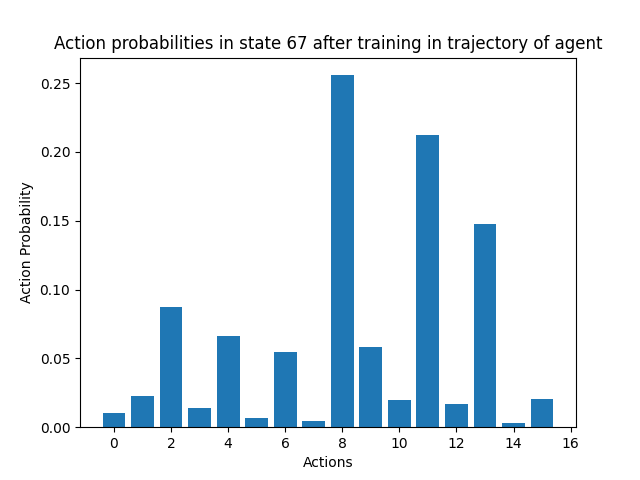 Action probabilities in state 67 after training in trajectory of agent
0.25
0.20
0.15
0.10
0.05
0.00
Action Probability
0 2 4 6 8 10 12 14 16
Actions